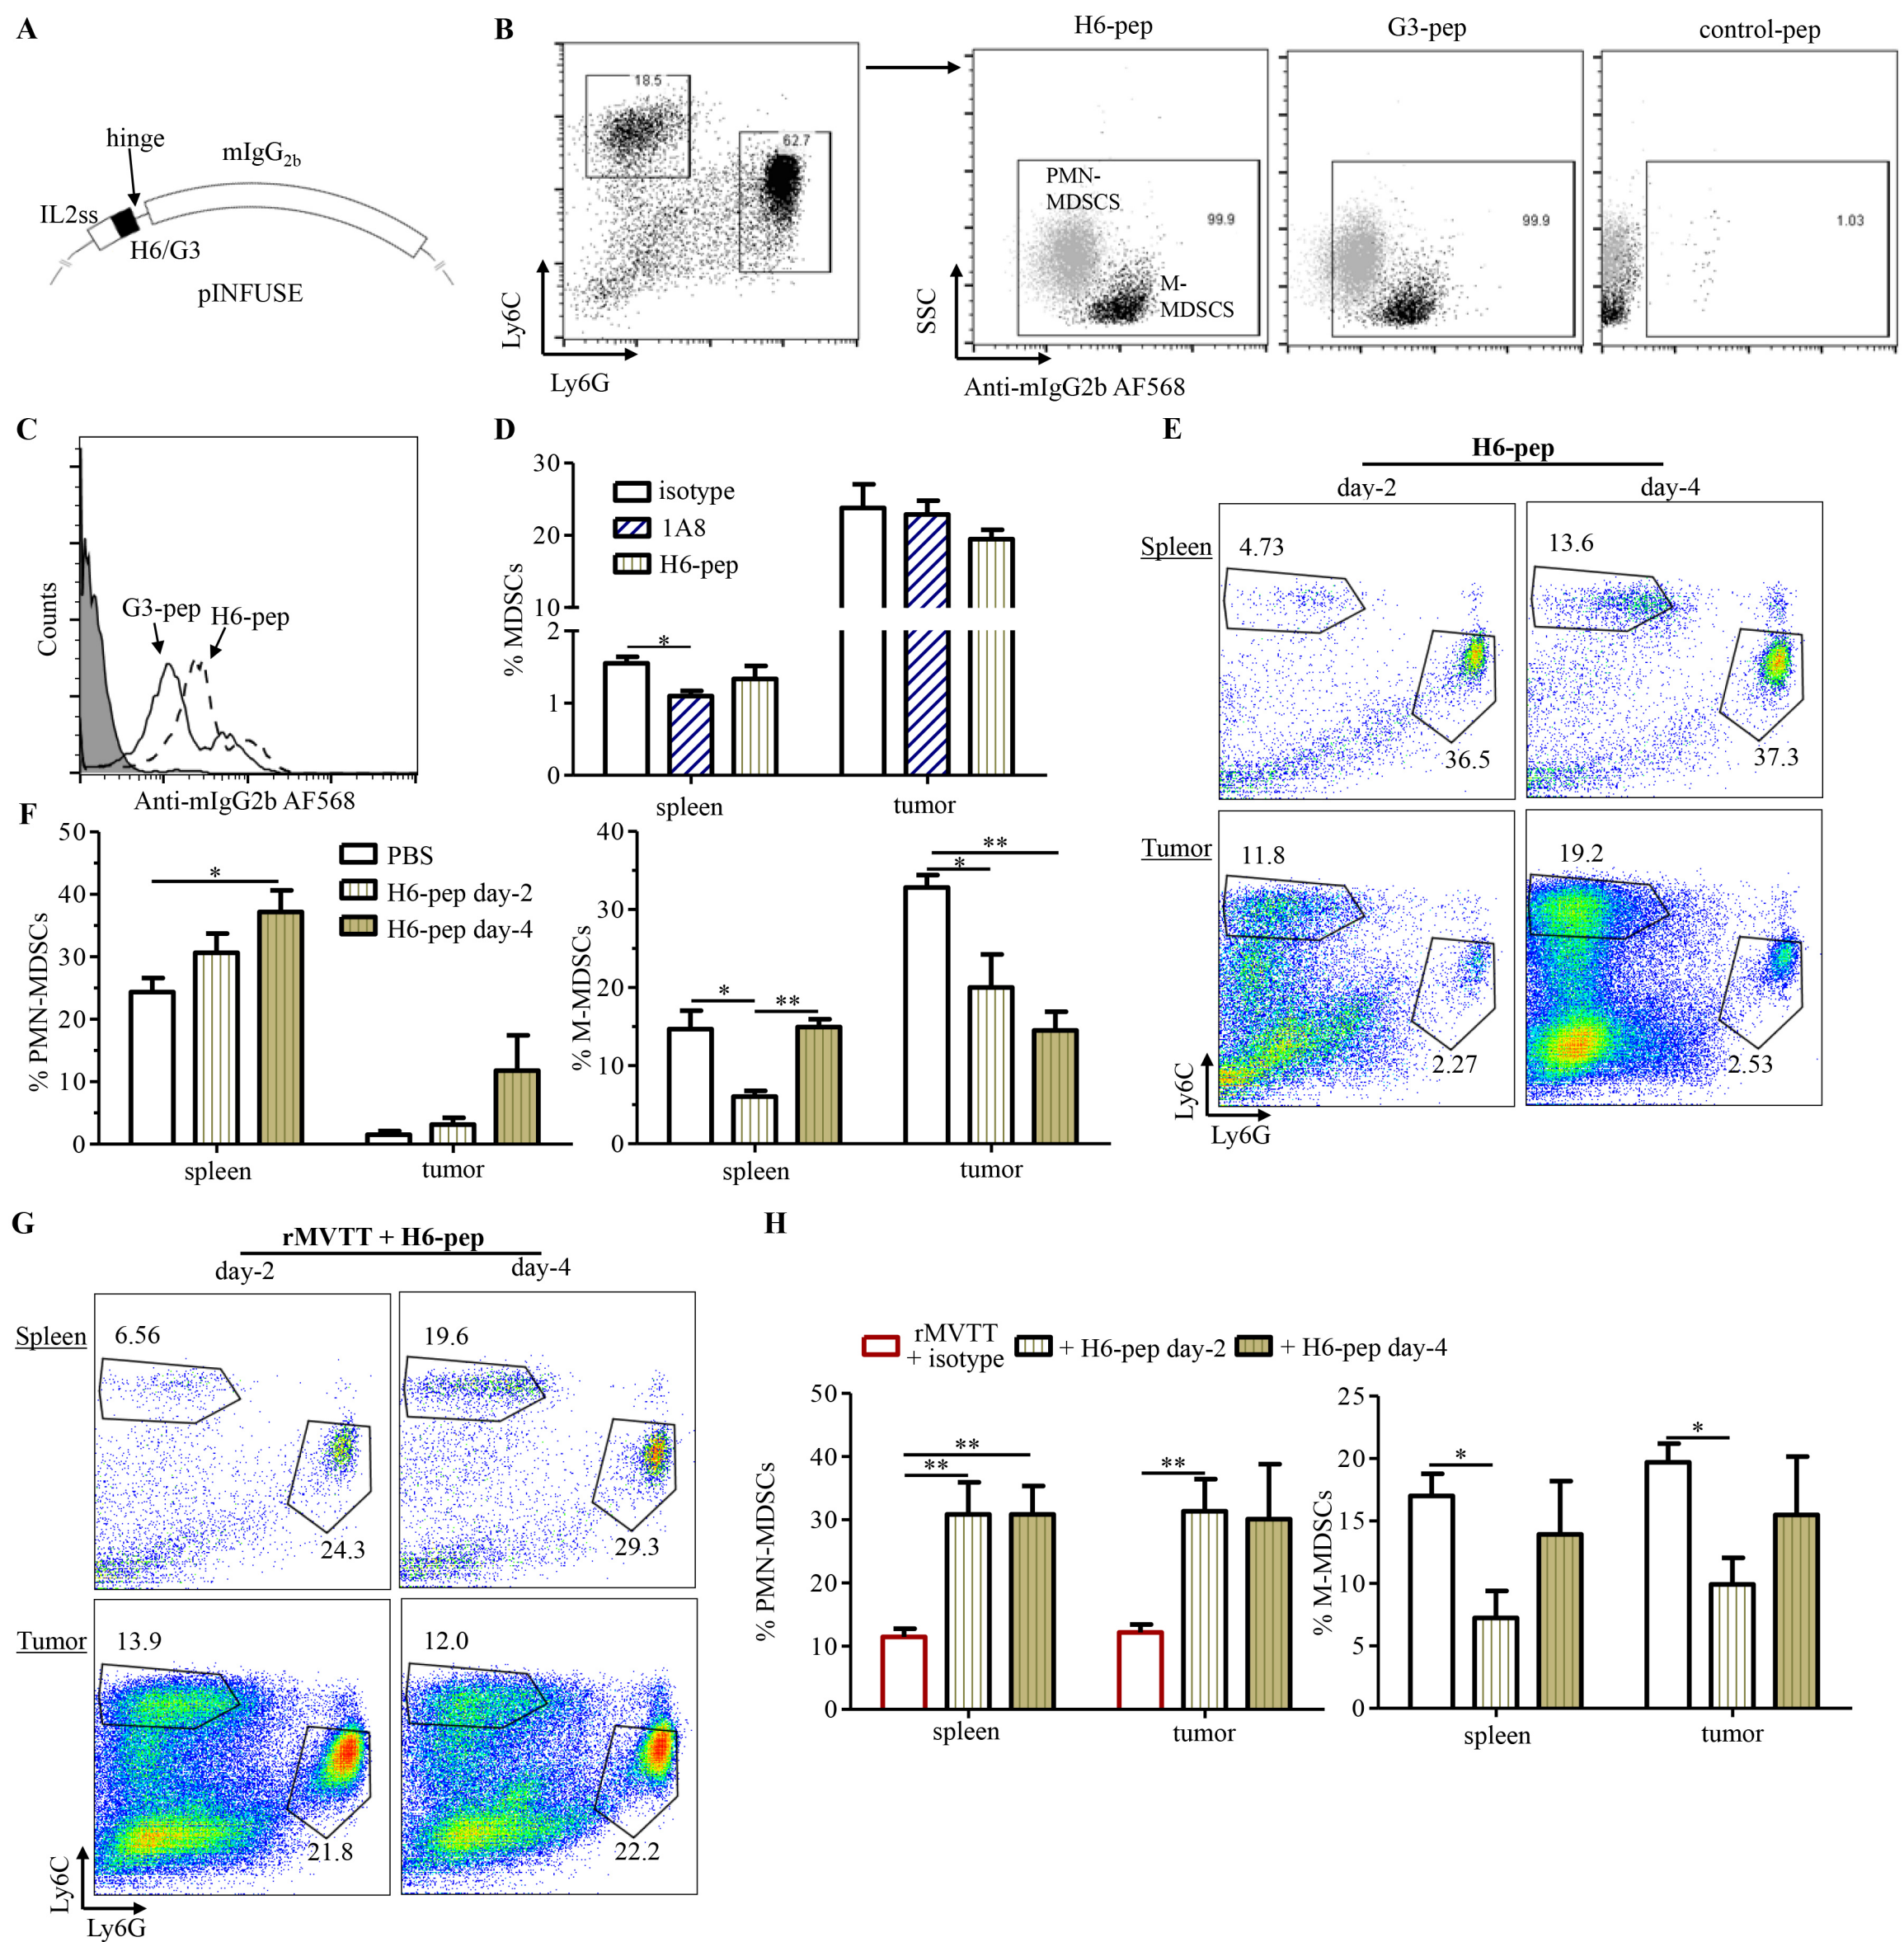 A
hinge
mIgG2b
IL2ss
H6/G3
pINFUSE
B
18.5
62.7
Ly6C
Ly6G
H6-pep
G3-pep
control-pep
PMN-
MDSCS
99.9
M-
MDSCS
99.9
1.03
SSC
Anti-mIgG2b AF568
C
Counts
G3-pep
H6-pep
Anti-mIgG2b AF568
D
% MDSCs
30
20
10
2
1
0
isotype
1A8
H6-pep
*
spleen
tumor
E
H6-pep
day-2
day-4
Spleen
4.73
13.6
36.5
37.3
Tumor
11.8
19.2
2.27
2.53
Ly6C
Ly6G
F
% PMN-MDSCs
50
40
30
20
10
0
*
PBS
H6-pep day-2
H6-pep day-4
spleen
tumor
% M-MDSCs
40
30
20
10
0
*
**
*
**
spleen
tumor
G
rMVTT + H6-pep
day-2
day-4
Spleen
6.56
19.6
24.3
29.3
Tumor
13.9
12.0
21.8
22.2
Ly6C
Ly6G
H
rMVTT
+ isotype
+ H6-pep day-2
+ H6-pep day-4
% PMN-MDSCs
50
40
30
20
10
0
**
**
**
spleen
tumor
% M-MDSCs
25
20
15
10
5
0
*
*
spleen
tumor